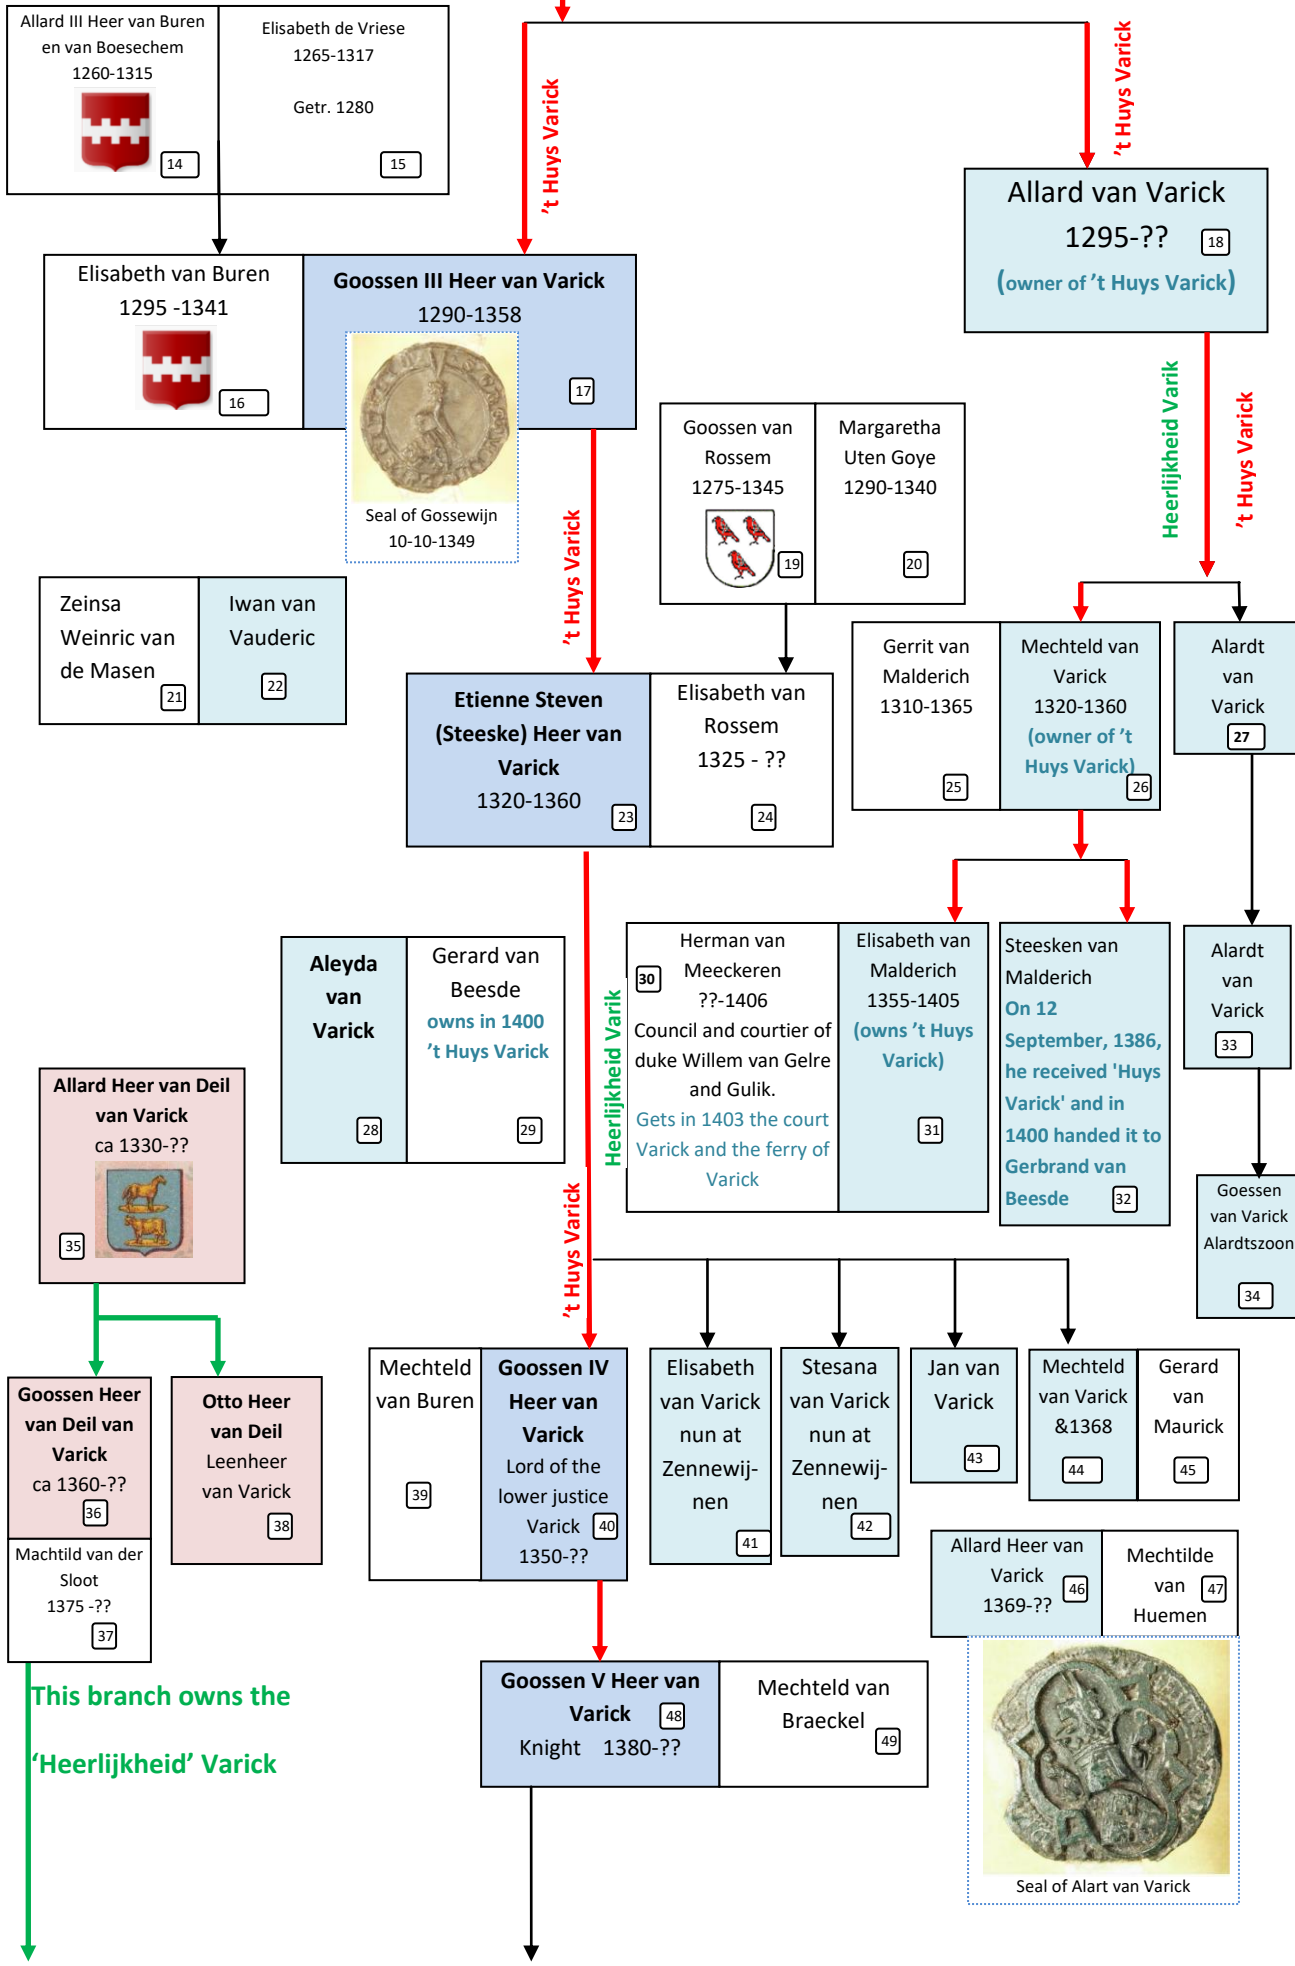 Allard III Heer van Buren
en van Boesechem
1260-1315
14
Elisabeth de Vriese
1265-1317
Getr. 1280
15
't Huys Varick
't Huys Varick
Allard van Varick
1295-??
18
(owner of 't Huys Varick)
Elisabeth van Buren
1295 -1341
16
Goossen III Heer van Varick
1290-1358
17
Seal of Gossewijn
10-10-1349
't Huys Varick
Goossen van
Rossem
1275-1345
19
Margaretha
Uten Goye
1290-1340
20
Heerlijkheid Varik
't Huys Varick
Zeinsa
Weinric van
de Masen
21
Iwan van
Vauderic
22
Etienne Steven
(Steeske) Heer van
Varick
1320-1360
23
Elisabeth van
Rossem
1325 - ??
24
Gerrit van
Malderich
1310-1365
25
Mechteld van
Varick
1320-1360
(owner of 't
Huys Varick)
26
Alardt
van
Varick
27
Aleyda
van
Varick
28
Gerard van
Beesde
owns in 1400
't Huys Varick
29
Heerlijkheid Varik
't Huys Varick
Herman van
Meeckeren
30
??-1406
Council and courtier of
duke Willem van Gelre
and Gulik.
Gets in 1403 the court
Varick and the ferry of
Varick
Elisabeth van
Malderich
1355-1405
(owns 't Huys
Varick)
31
Steesken van
Malderich
On 12
September, 1386,
he received 'Huys
Varick' and in
1400 handed it to
Gerbrand van
Beesde
32
Alardt
van
Varick
33
Goessen
van Varick
Alardtszoon
34
Allard Heer van Deil
van Varick
ca 1330-??
35
Goossen Heer
van Deil van
Varick
ca 1360-??
36
Machtild van der
Sloot
1375 -??
37
Otto Heer
van Deil
Leenheer
van Varick
38
Mechteld
van Buren
39
Goossen IV
Heer van
Varick
Lord of the
lower justice
Varick
40
1350-??
Elisabeth
van Varick
nun at
Zennewij-
nen
41
Stesana
van Varick
nun at
Zennewij-
nen
42
Jan van
Varick
43
Mechteld
van Varick
&1368
44
Gerard
van
Maurick
45
Allard Heer van
Varick
1369-??
46
Mechtilde
van
Huemen
47
Seal of Alart van Varick
Goossen V Heer van
Varick
48
Knight 1380-??
Mechteld van
Braeckel
49
This branch owns the
'Heerlijkheid' Varick